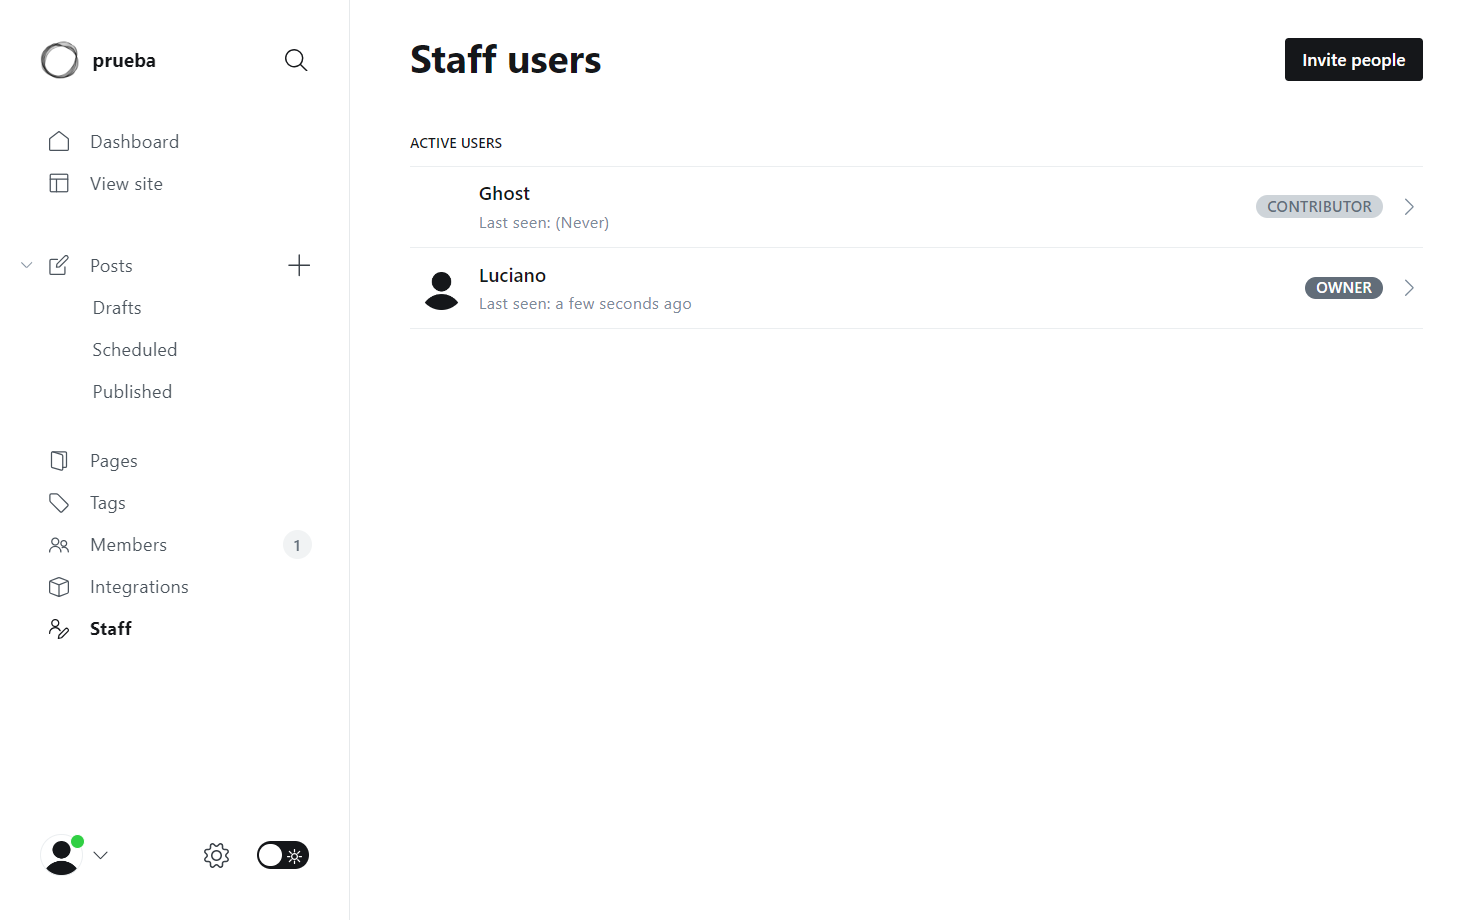 prueba
Dashboard
View site
Posts
Drafts
Scheduled
Published
Pages
Tags
Members 1
Integrations
Staff
Staff users
Invite people
ACTIVE USERS
Ghost
Last seen: (Never)
CONTRIBUTOR
Luciano
Last seen: a few seconds ago
OWNER